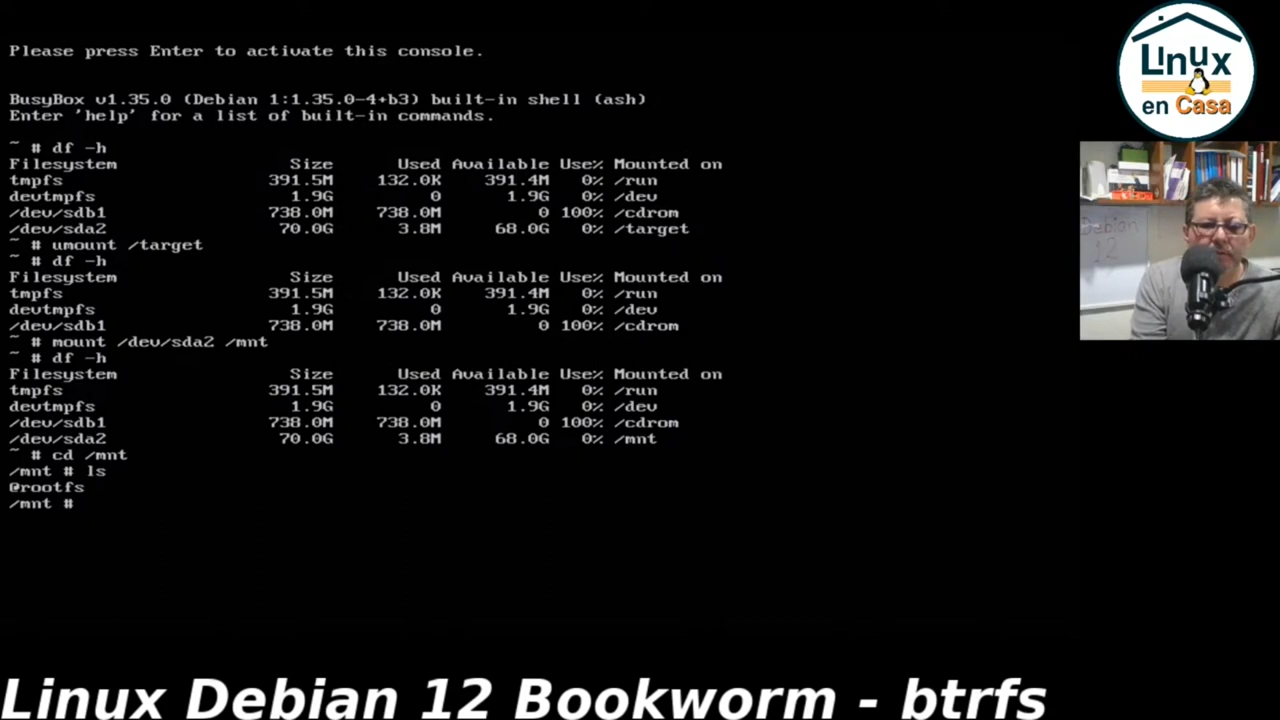 Please press Enter to activate this console.
BusyBox v1.35.0 (Debian 1:1.35.0-4+b3) built-in shell (ash)
Enter 'help' for a list of built-in commands.
~ # df -h
Filesystem Size Used Available Use% Mounted on
tmpfs 391.5M 132.0K 391.4M 0% /run
devtmpfs 1.9G 0 1.9G 0% /dev
/dev/sdb1 738.0M 738.0M 0 100% /cdrom
/dev/sda2 70.0G 3.8M 68.0G 0% /target
~ # umount /target
~ # df -h
Filesystem Size Used Available Use% Mounted on
tmpfs 391.5M 132.0K 391.4M 0% /run
devtmpfs 1.9G 0 1.9G 0% /dev
/dev/sdb1 738.0M 738.0M 0 100% /cdrom
~ # mount /dev/sda2 /mnt
~ # df -h
Filesystem Size Used Available Use% Mounted on
tmpfs 391.5M 132.0K 391.4M 0% /run
devtmpfs 1.9G 0 1.9G 0% /dev
/dev/sdb1 738.0M 738.0M 0 100% /cdrom
/dev/sda2 70.0G 3.8M 68.0G 0% /mnt
~ # cd /mnt
/mnt # ls
@rootfs
/mnt #
Linux
en Casa
Debian
12
Linux Debian 12 Bookworm - btrfs